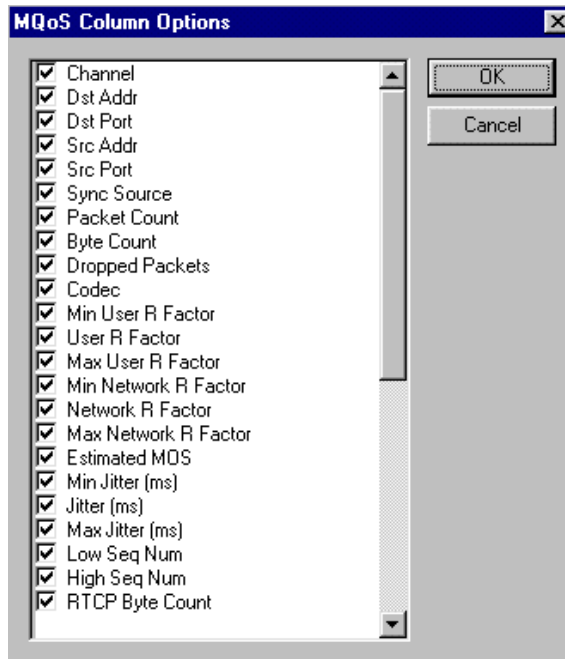 MQoS Column Options
Channel
Dst Addr
Dst Port
Src Addr
Src Port
Sync Source
Packet Count
Byte Count
Dropped Packets
Codec
Min User R Factor
User R Factor
Max User R Factor
Min Network R Factor
Network R Factor
Max Network R Factor
Estimated MOS
Min Jitter (ms)
Jitter (ms)
Max Jitter (ms)
Low Seq Num
High Seq Num
RTCP Byte Count
OK
Cancel